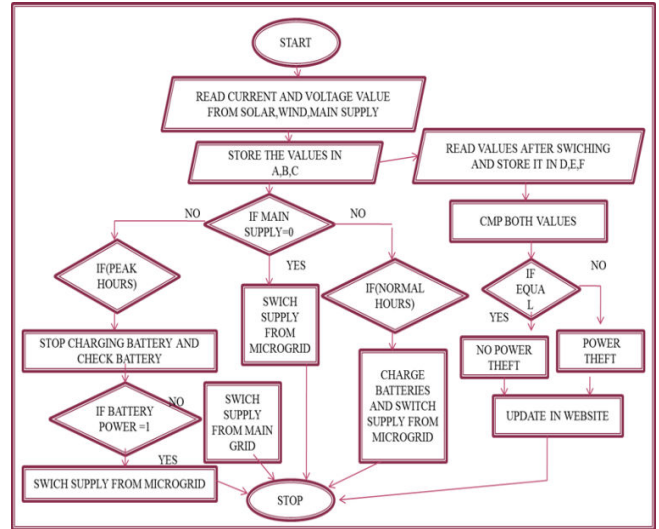 START
READ CURRENT AND VOLTAGE VALUE
FROM SOLAR,WIND,MAIN SUPPLY
STORE THE VALUES IN
A,B,C
READ VALUES AFTER SWICHING
AND STORE IT IN D,E,F
NO
IF MAIN
SUPPLY=0
NO
CMP BOTH VALUES
IF(PEAK
HOURS)
YES
SWICH
SUPPLY
FROM
MICROGRID
IF(NORMAL
HOURS)
IF
EQUA
L
NO
YES
STOP CHARGING BATTERY AND
CHECK BATTERY
NO POWER
THEFT
POWER
THEFT
CHARGE
BATTERIES
AND SWITCH
SUPPLY FROM
MICROGRID
IF BATTERY
POWER =1
NO
SWICH
SUPPLY
FROM MAIN
GRID
UPDATE IN WEBSITE
YES
SWICH SUPPLY FROM MICROGRID
STOP